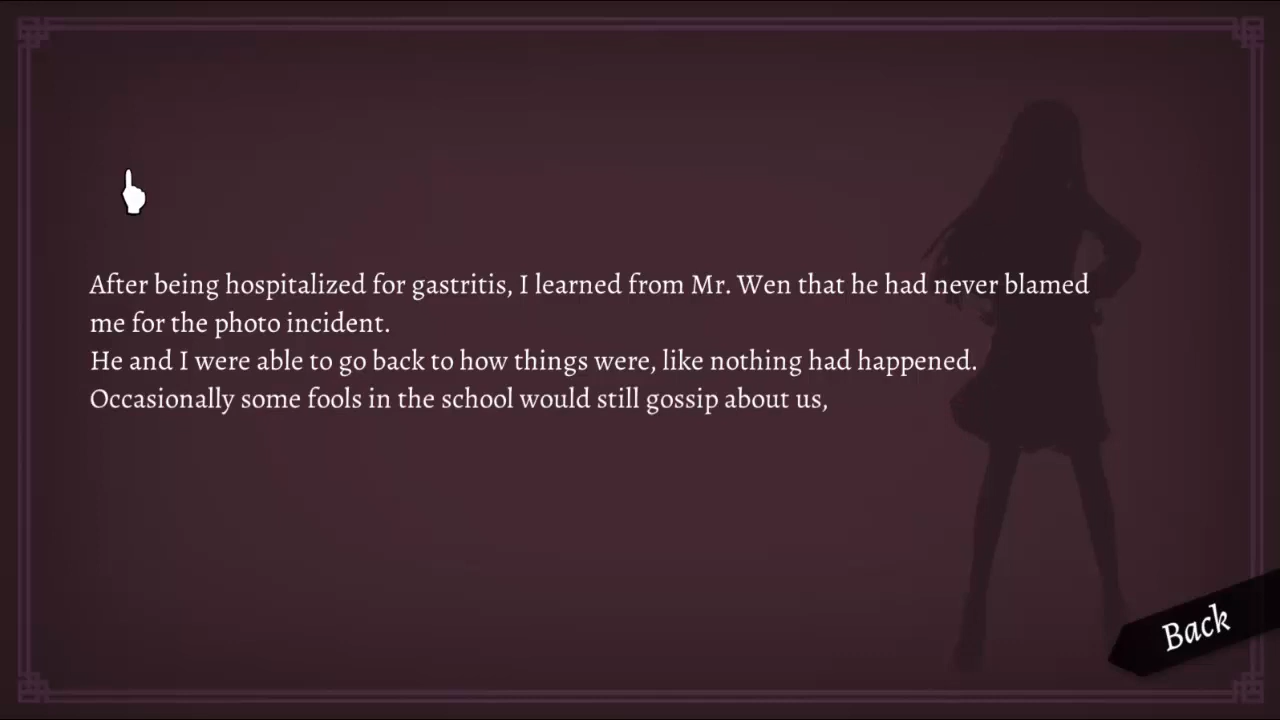 After being hospitalized for gastritis, I learned from Mr. Wen that he had never blamed
me for the photo incident.
He and I were able to go back to how things were, like nothing had happened.
Occasionally some fools in the school would still gossip about us,
Back